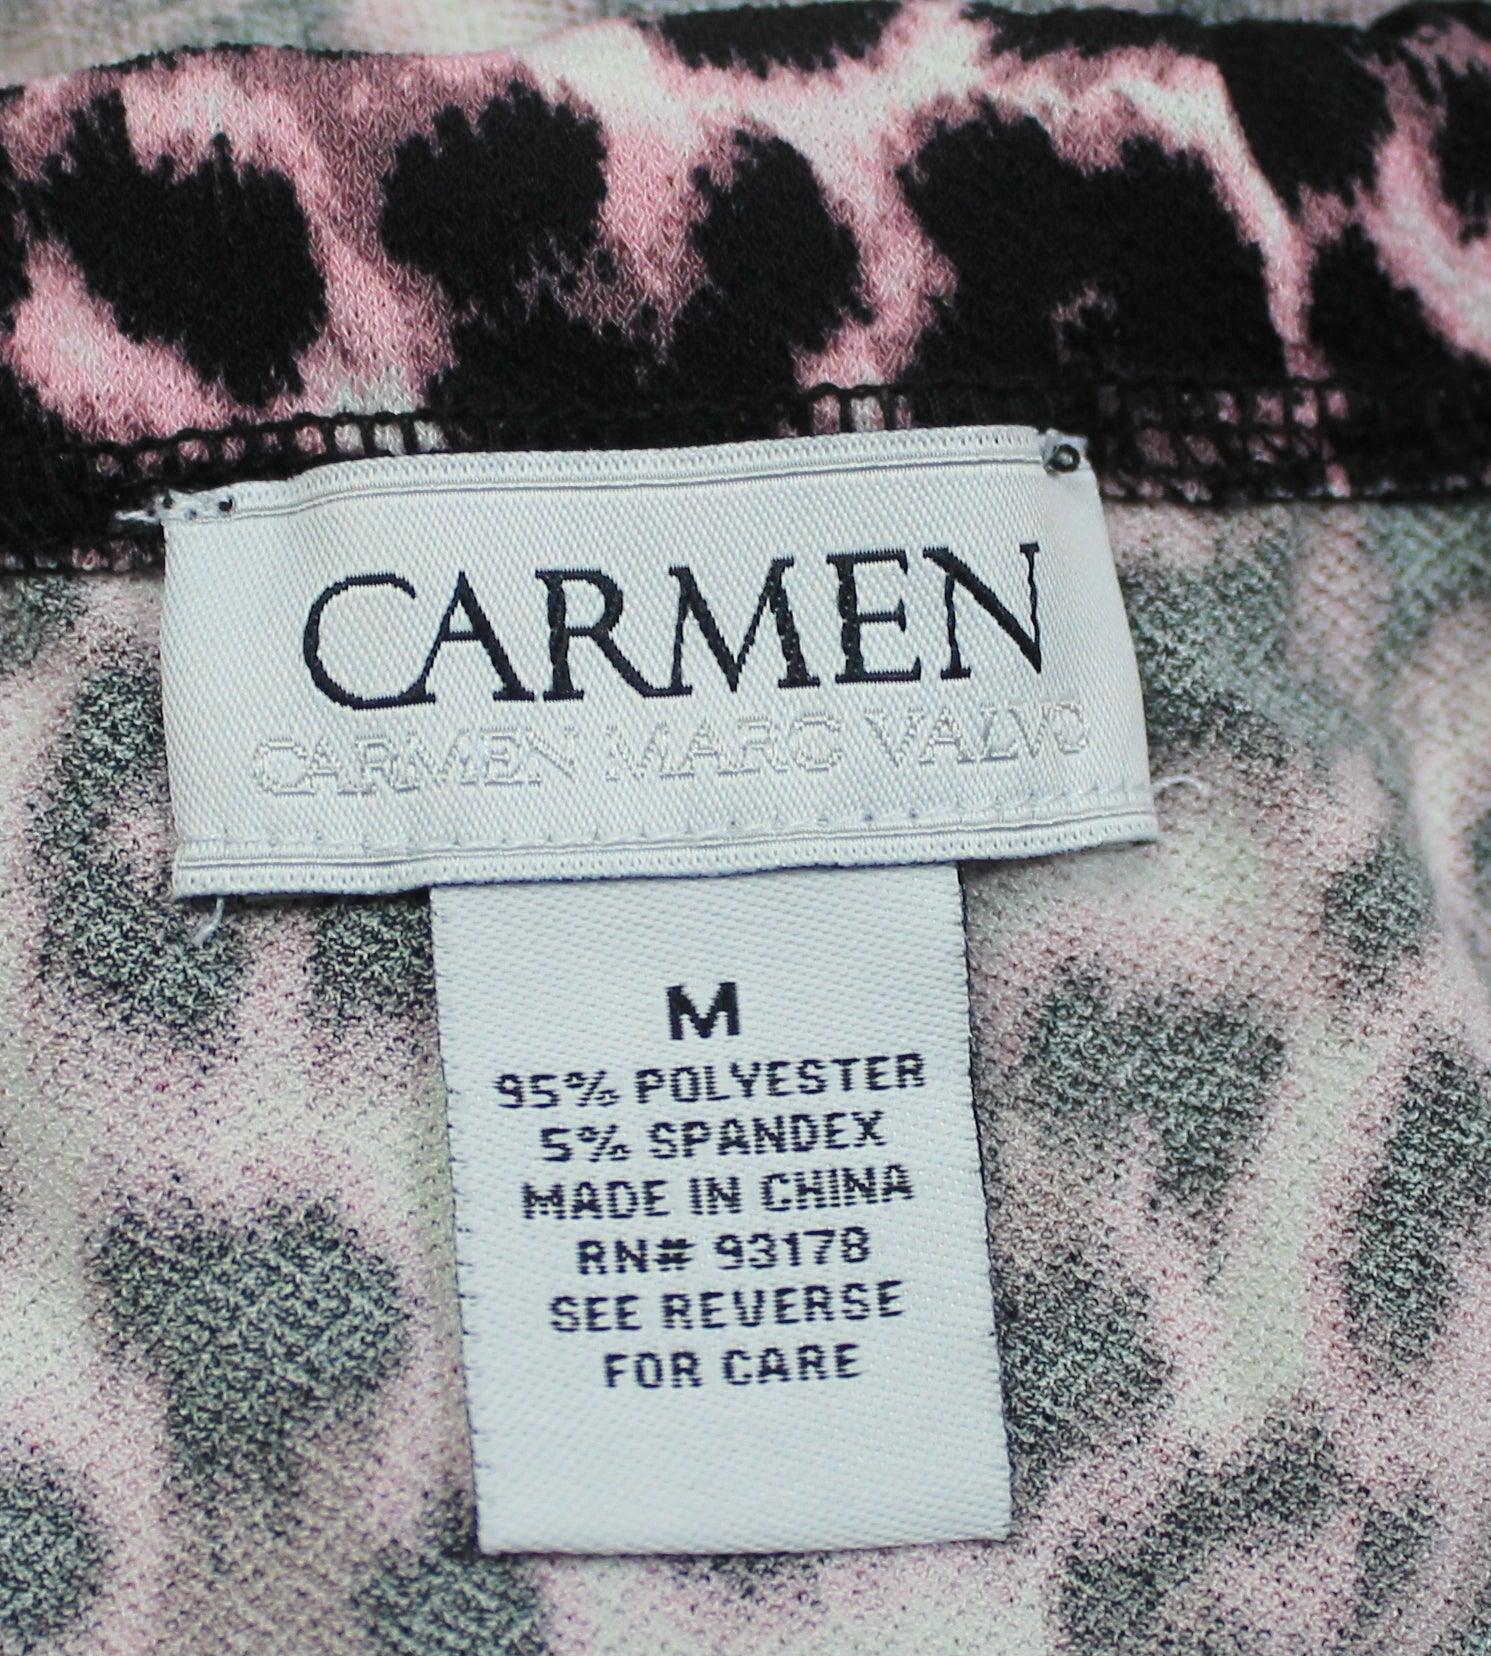 CARMEN
CARMEN MARC VALVO
M
95% POLYESTER
5% SPANDEX
MADE IN CHINA
RN# 93178
SEE REVERSE
FOR CARE